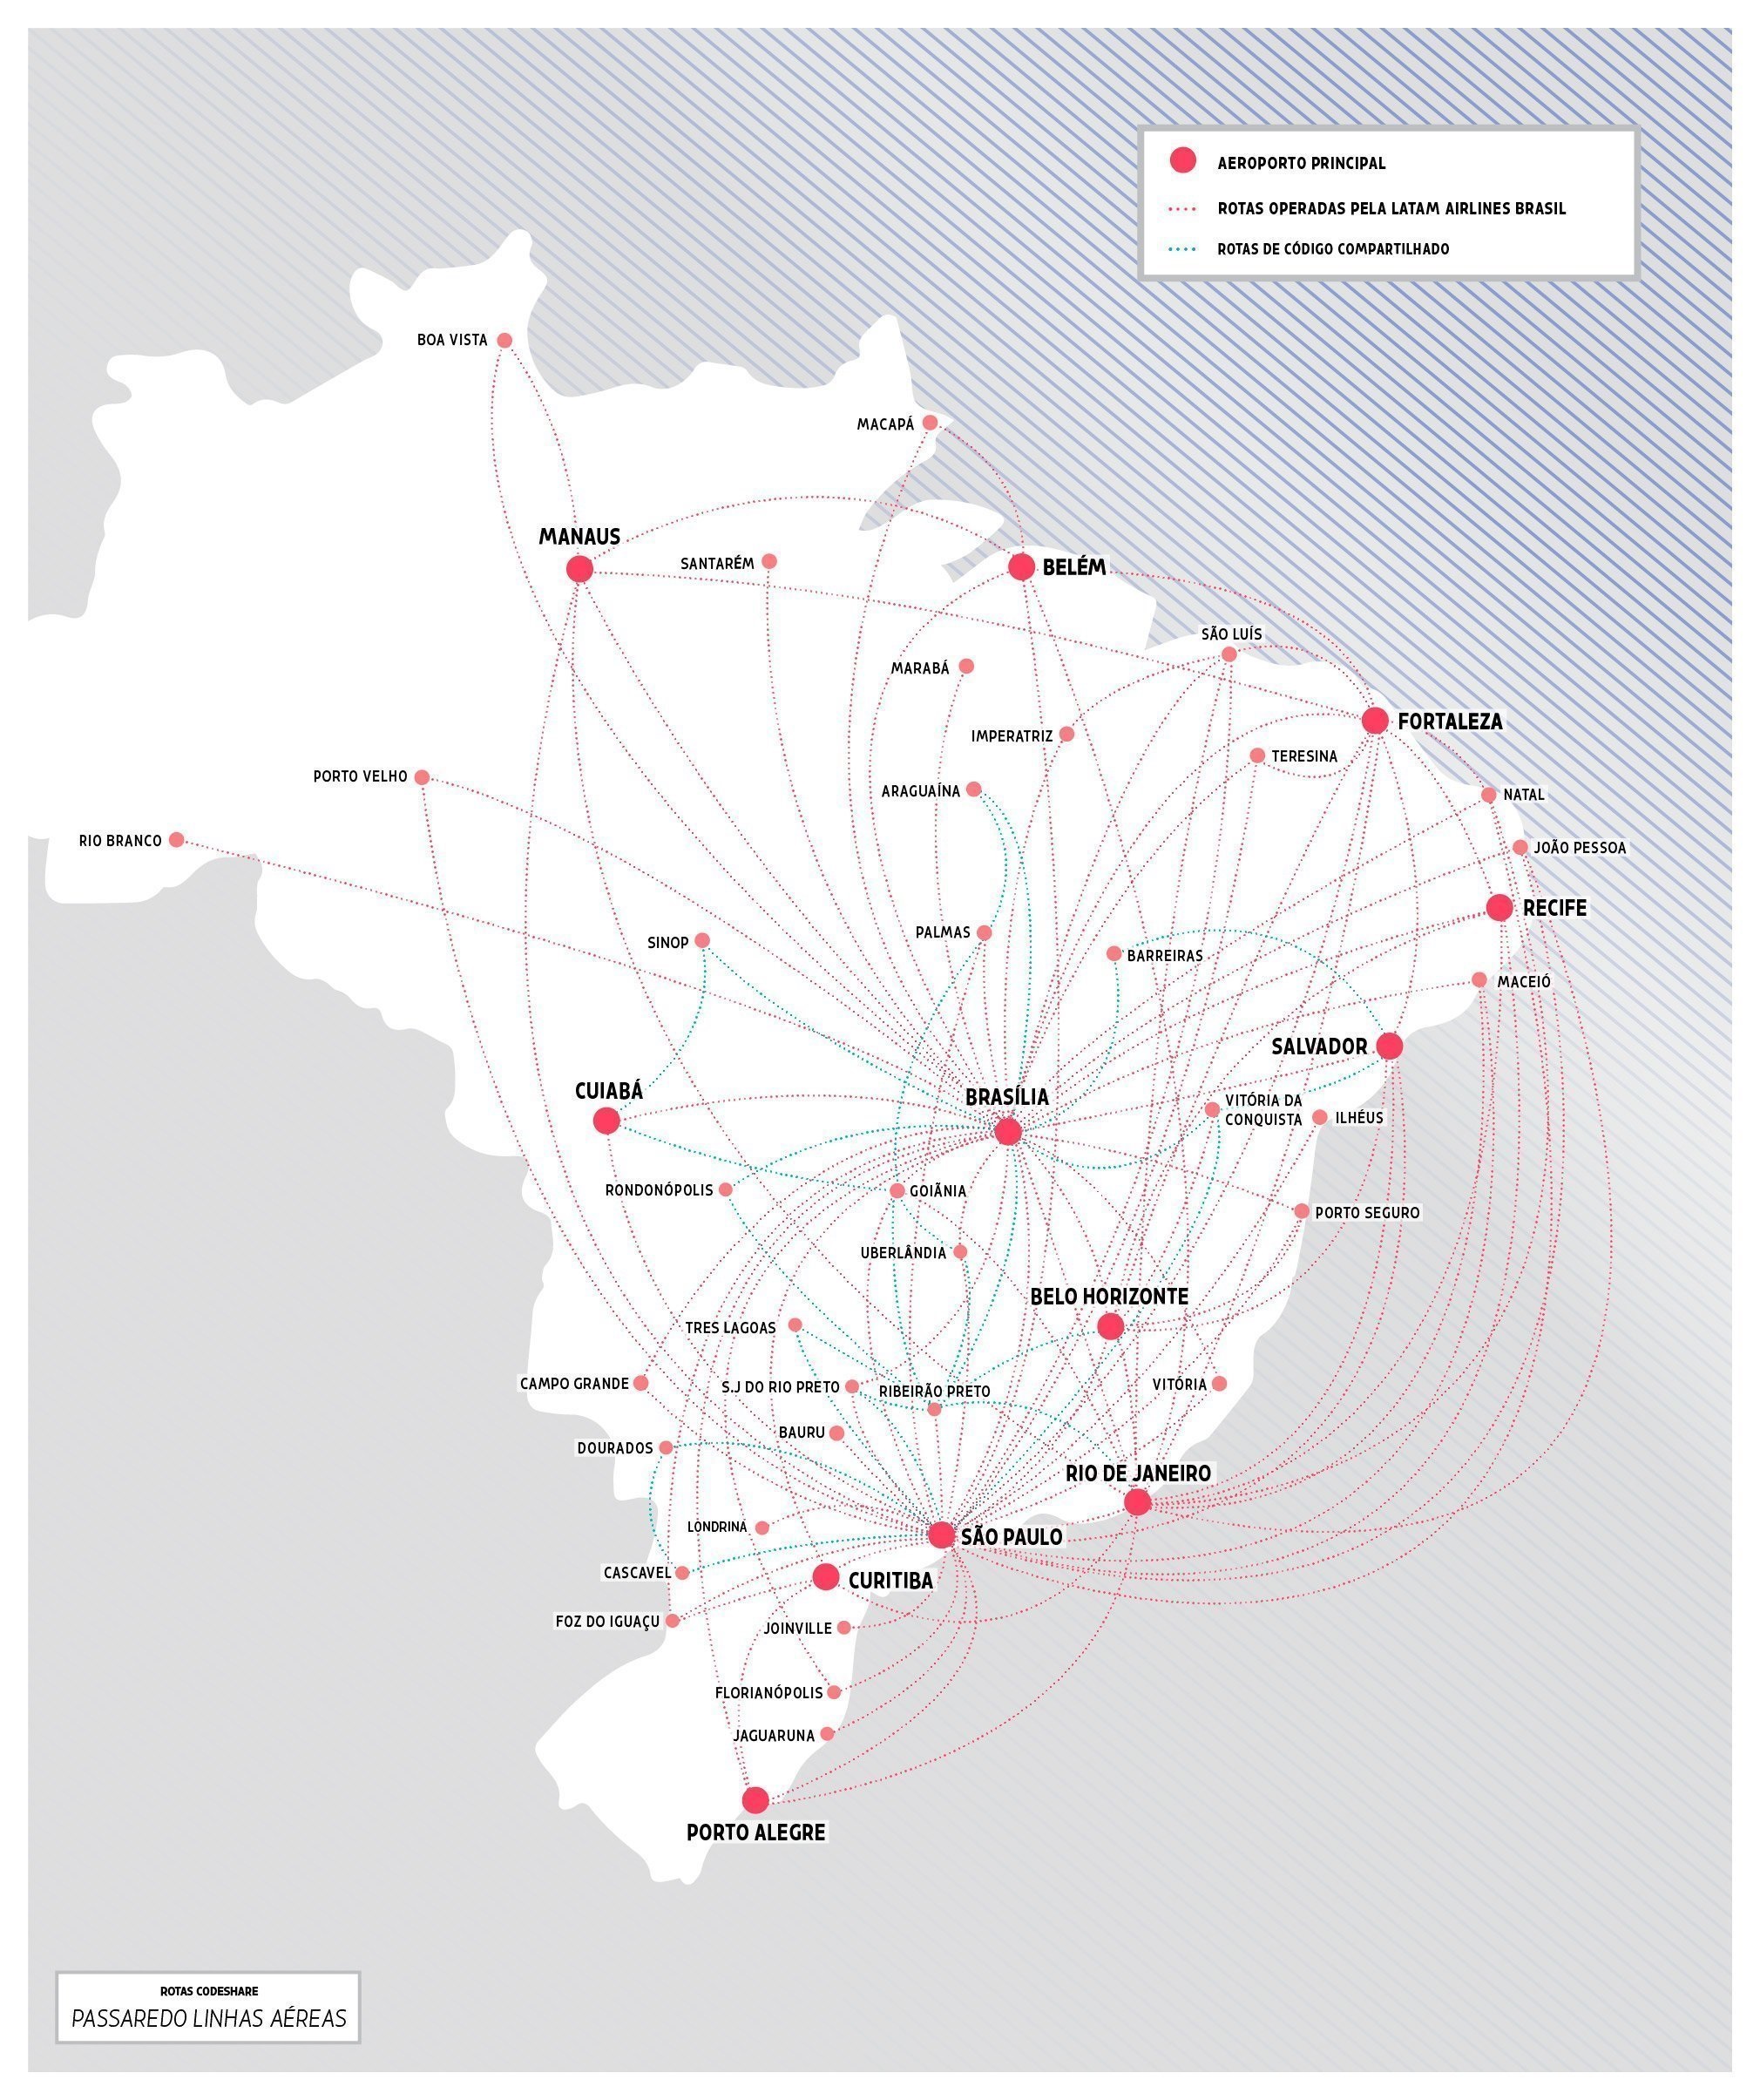 AEROPORTO PRINCIPAL
ROTAS OPERADAS PELA LATAM AIRLINES BRASIL
ROTAS DE CÓDIGO COMPARTILHADO
BOA VISTA
MACAPÁ
MANAUS
SANTARÉM
BELÉM
SÃO LUÍS
MARABÁ
FORTALEZA
IMPERATRIZ
TERESINA
PORTO VELHO
ARAGUAÍNA
NATAL
RIO BRANCO
JOÃO PESSOA
RECIFE
PALMAS
SINOP
BARREIRAS
MACEIÓ
SALVADOR
CUIABÁ
BRASÍLIA
VITÓRIA DA
CONQUISTA
ILHÉUS
RONDONÓPOLIS
GOIÃNIA
PORTO SEGURO
UBERLÂNDIA
BELO HORIZONTE
TRES LAGOAS
CAMPO GRANDE
S.J DO RIO PRETO
RIBEIRÃO PRETO
VITÓRIA
BAURU
DOURADOS
RIO DE JANEIRO
LONDRINA
SÃO PAULO
CASCAVEL
CURITIBA
FOZ DO IGUAÇU
JOINVILLE
FLORIANÓPOLIS
JAGUARUNA
PORTO ALEGRE
ROTAS CODESHARE
PASSAREDO LINHAS AÉREAS